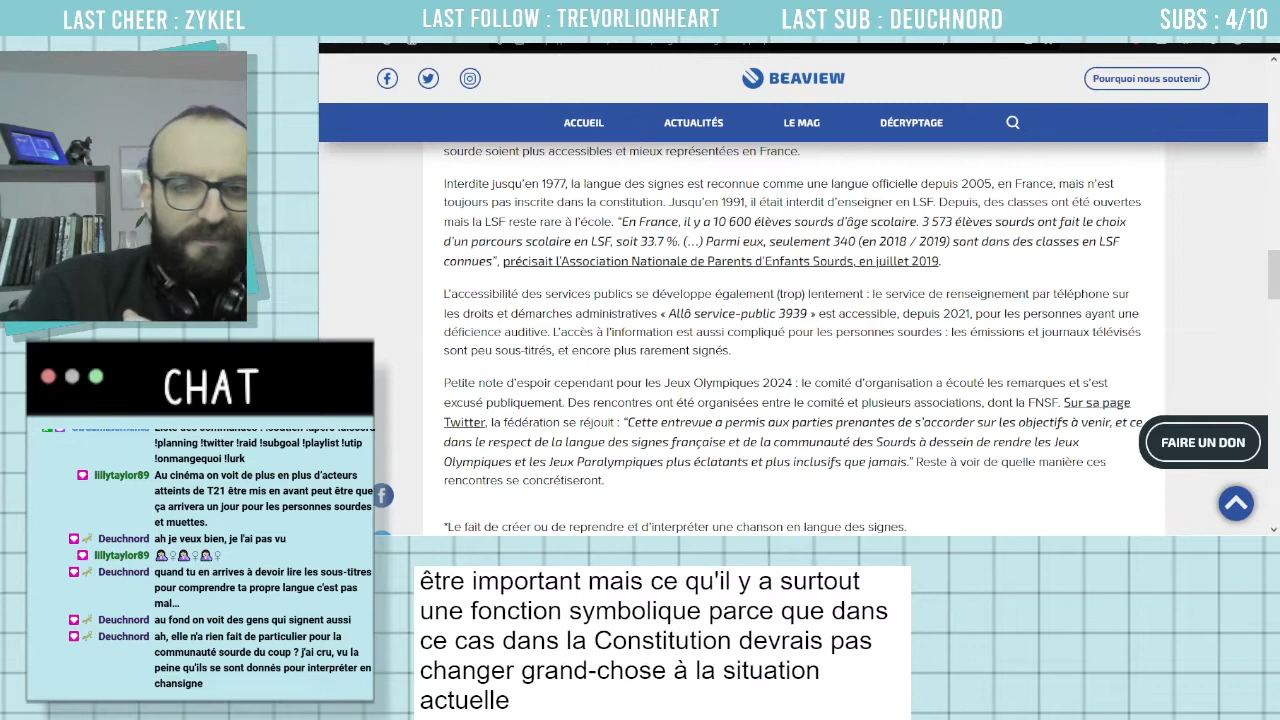 LAST CHEER : ZYKIEL
LAST FOLLOW : TREVORLIONHEART
LAST SUB : DEUCHNORD
SUBS : 4/10
BEAVIEW
Pourquoi nous soutenir
ACCUEIL
ACTUALITÉS
LE MAG
DÉCRYPTAGE
sourde soient plus accessibles et mieux représentées en France.
Interdite jusqu'en 1977, la langue des signes est reconnue comme une langue officielle depuis 2005, en France, mais n'est
toujours pas inscrite dans la constitution. Jusqu'en 1991, il était interdit d'enseigner en LSF. Depuis, des classes ont été ouvertes
mais la LSF reste rare à l'école. "En France, il y a 10 600 élèves sourds d'âge scolaire. 3 573 élèves sourds ont fait le choix
d'un parcours scolaire en LSF, soit 33.7 %. (…) Parmi eux, seulement 340 (en 2018 / 2019) sont dans des classes en LSF
connues", précisait l'Association Nationale de Parents d'Enfants Sourds, en juillet 2019.
L'accessibilité des services publics se développe également (trop) lentement : le service de renseignement par téléphone sur
les droits et démarches administratives « Allô service-public 3939 » est accessible, depuis 2021, pour les personnes ayant une
déficience auditive. L'accès à l'information est aussi compliqué pour les personnes sourdes : les émissions et journaux télévisés
sont peu sous-titrés, et encore plus rarement signés.
Petite note d'espoir cependant pour les Jeux Olympiques 2024 : le comité d'organisation a écouté les remarques et s'est
excusé publiquement. Des rencontres ont été organisées entre le comité et plusieurs associations, dont la FNSF. Sur sa page
Twitter, la fédération se réjouit : "Cette entrevue a permis aux parties prenantes de s'accorder sur les objectifs à venir, et ce
dans le respect de la langue des signes française et de la communauté des Sourds à dessein de rendre les Jeux
Olympiques et les Jeux Paralympiques plus éclatants et plus inclusifs que jamais." Reste à voir de quelle manière ces
rencontres se concrétiseront.
*Le fait de créer ou de reprendre et d'interpréter une chanson en langue des signes.
FAIRE UN DON
CHAT
!planning !twitter !raid !subgoal !playlist !utip
!onmangequoi !lurk
lillytaylor89 Au cinéma on voit de plus en plus d'acteurs
atteints de T21 être mis en avant peut être que
ça arrivera un jour pour les personnes sourdes
et muettes.
Deuchnord ah je veux bien, je l'ai pas vu
lillytaylor89 🤷🏻‍♀🤷🏻‍♀🤷🏻‍♀
Deuchnord quand tu en arrives à devoir lire les sous-titres
pour comprendre ta propre langue c'est pas
mal...
Deuchnord au fond on voit des gens qui signent aussi
Deuchnord ah, elle n'a rien fait de particulier pour la
communauté sourde du coup ? j'ai cru, vu la
peine qu'ils se sont donnés pour interpréter en
chansigne
être important mais ce qu'il y a surtout
une fonction symbolique parce que dans
ce cas dans la Constitution devrais pas
changer grand-chose à la situation
actuelle